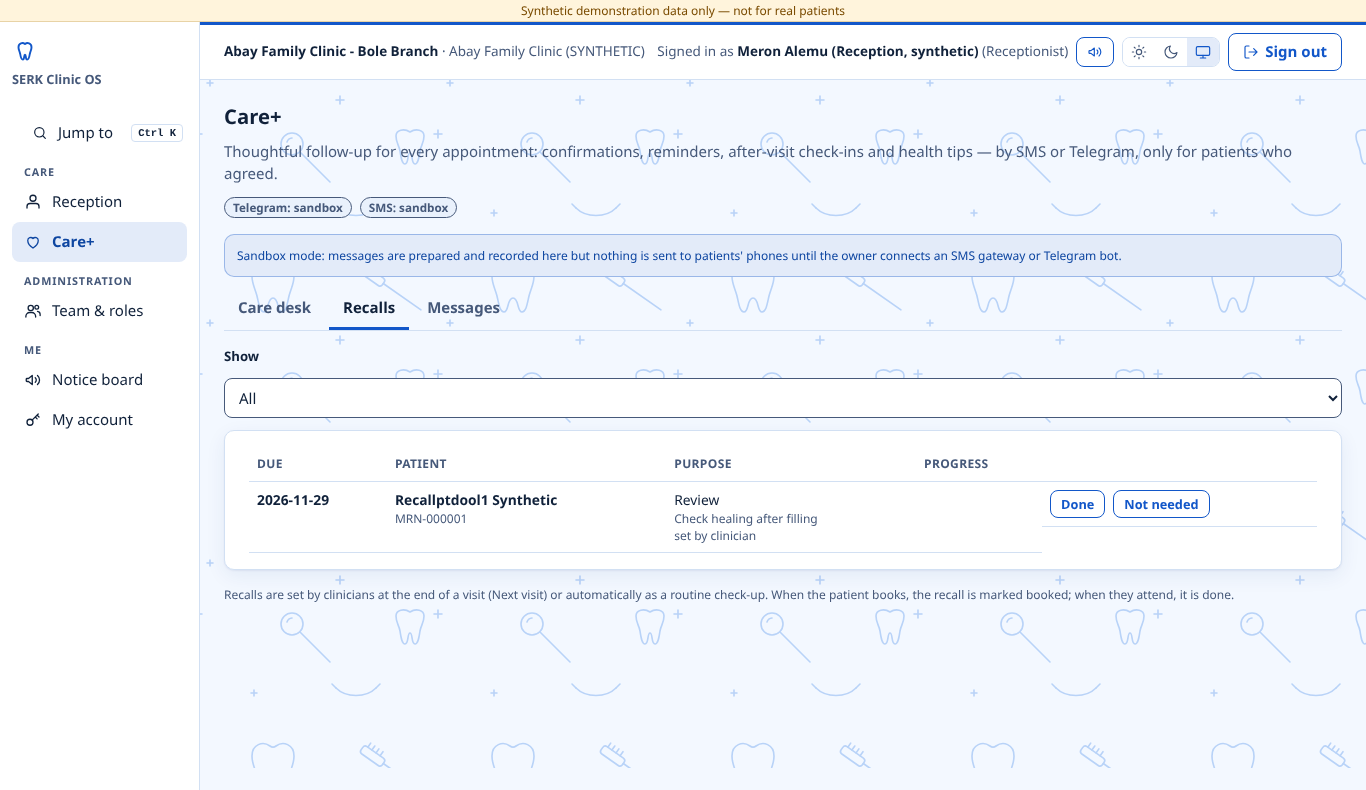 Synthetic demonstration data only — not for real patients
SERK Clinic OS
Jump to Ctrl K
CARE
Reception
Care+
ADMINISTRATION
Team & roles
ME
Notice board
My account
Abay Family Clinic - Bole Branch · Abay Family Clinic (SYNTHETIC) Signed in as Meron Alemu (Reception, synthetic) (Receptionist) Sign out
Care+
Thoughtful follow-up for every appointment: confirmations, reminders, after-visit check-ins and health tips — by SMS or Telegram, only for patients who
agreed.
Telegram: sandbox SMS: sandbox
Sandbox mode: messages are prepared and recorded here but nothing is sent to patients' phones until the owner connects an SMS gateway or Telegram bot.
Care desk Recalls Messages
Show
All
DUE PATIENT PURPOSE PROGRESS
2026-11-29 Recallptdool1 Synthetic Review Done Not needed
MRN-000001 Check healing after filling
set by clinician
Recalls are set by clinicians at the end of a visit (Next visit) or automatically as a routine check-up. When the patient books, the recall is marked booked; when they attend, it is done.